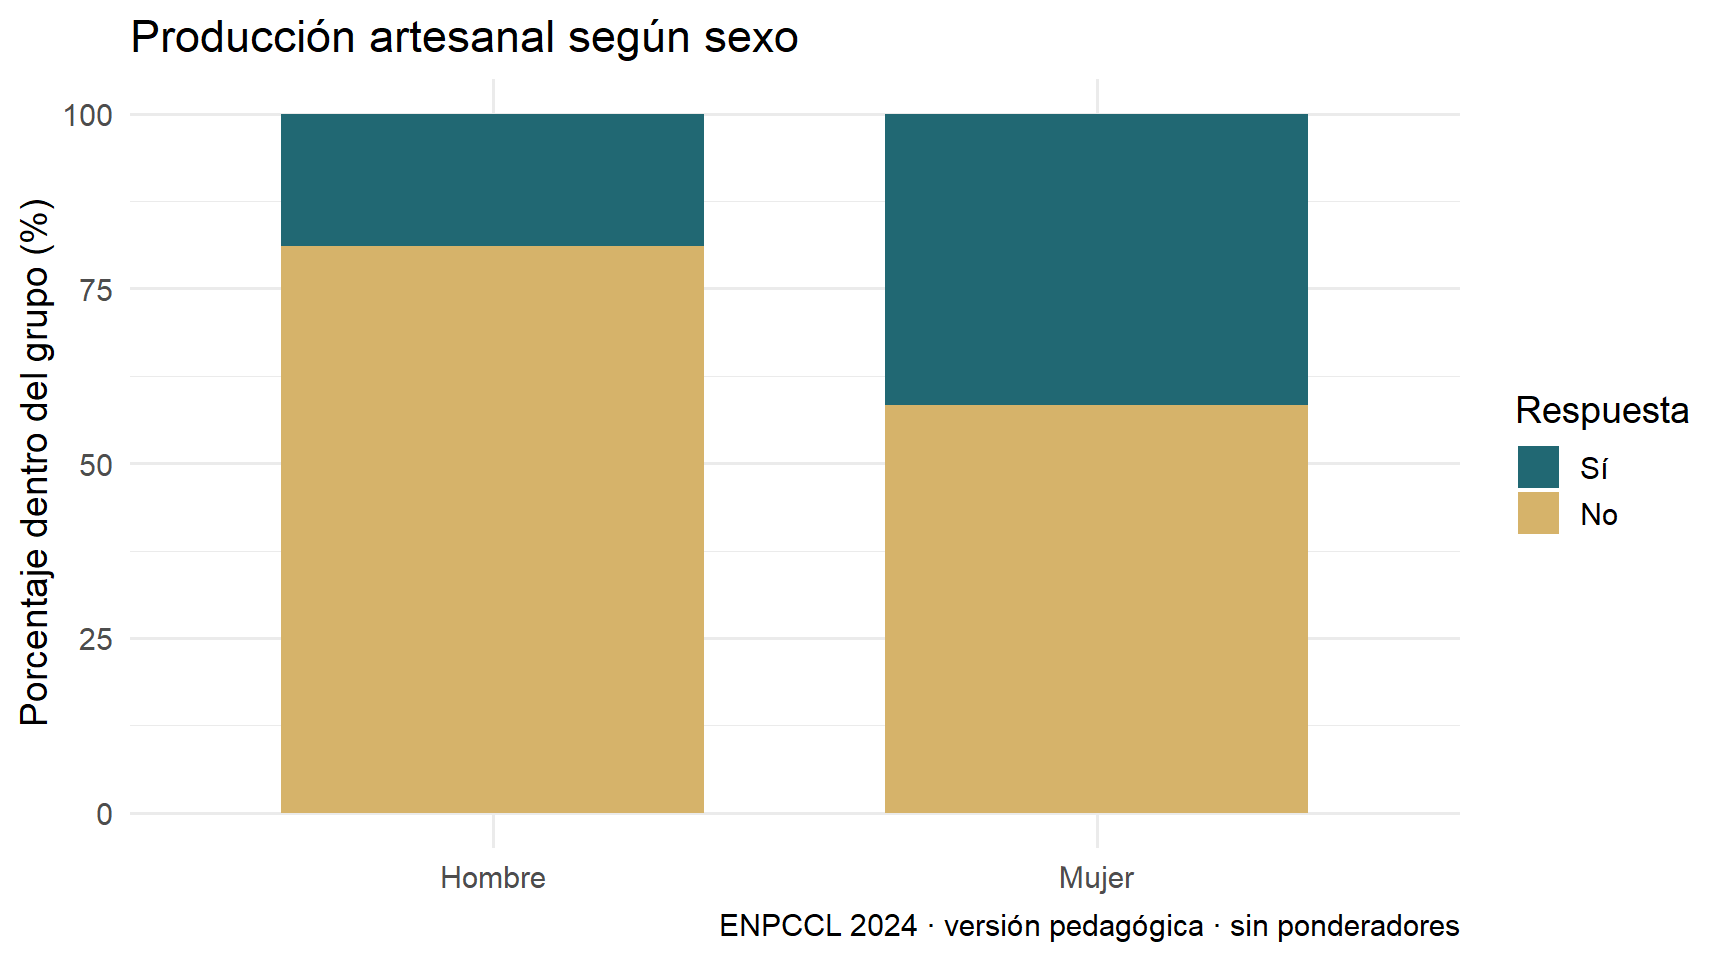 Producción artesanal según sexo
Porcentaje dentro del grupo (%)
100
75
50
25
0
Hombre
Mujer
Respuesta
Sí
No
ENPCCL 2024 · versión pedagógica · sin ponderadores